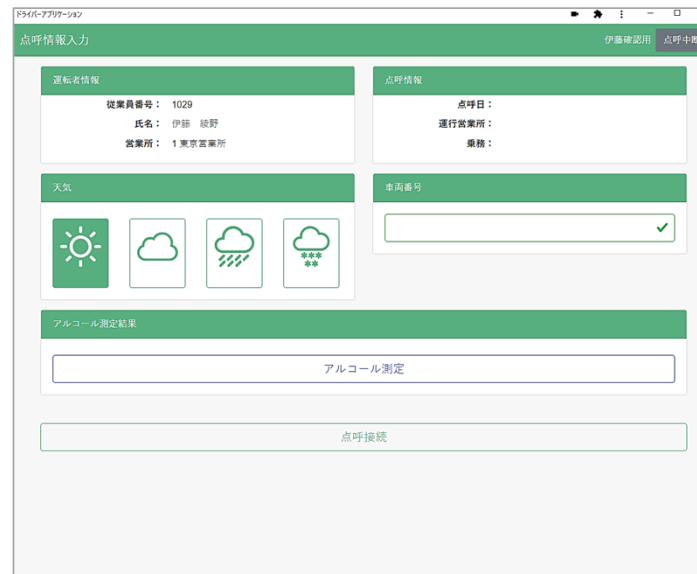 ドライバーアプリケーション
点呼情報入力
伊藤確認用 点呼中断
運転者情報
従業員番号： 1029
氏名： 伊藤 綾野
営業所： 1 東京営業所
点呼情報
点呼日：
運行営業所：
乗務：
天気
車両番号
アルコール測定結果
アルコール測定
点呼接続